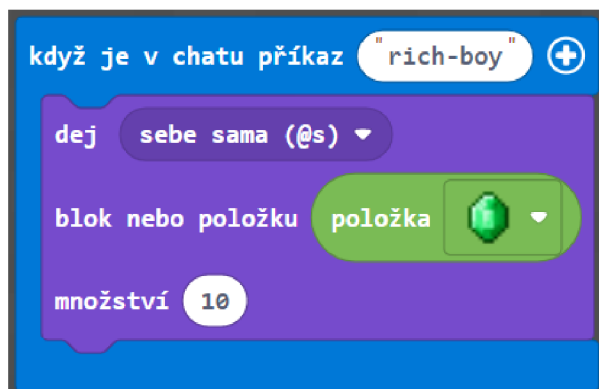 když je v chatu příkaz "rich-boy"
dej sebe sama (@s)
blok nebo položku položka
množství 10